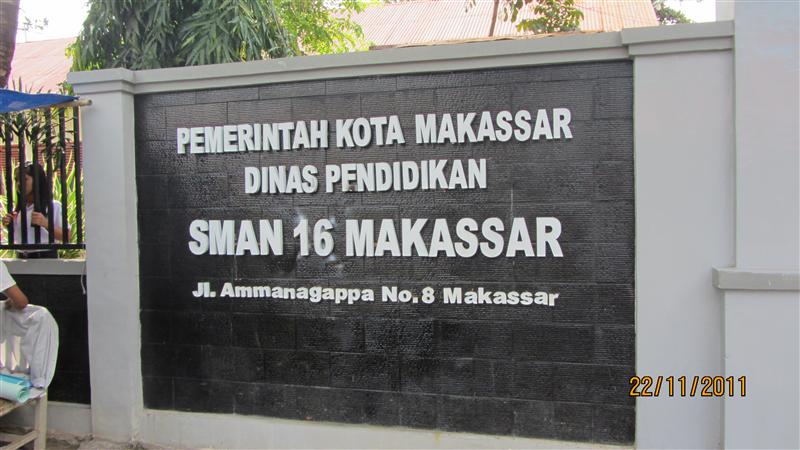 PEMERINTAH KOTA MAKASSAR
DINAS PENDIDIKAN
SMAN 16 MAKASSAR
Jl. Ammanagappa No. 8 Makassar
22/11/2011